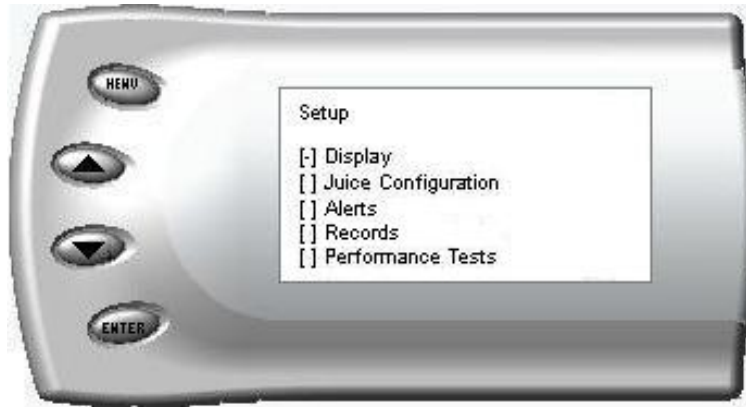 MENU
Setup
[-] Display
[ ] Juice Configuration
[ ] Alerts
[ ] Records
[ ] Performance Tests
ENTER